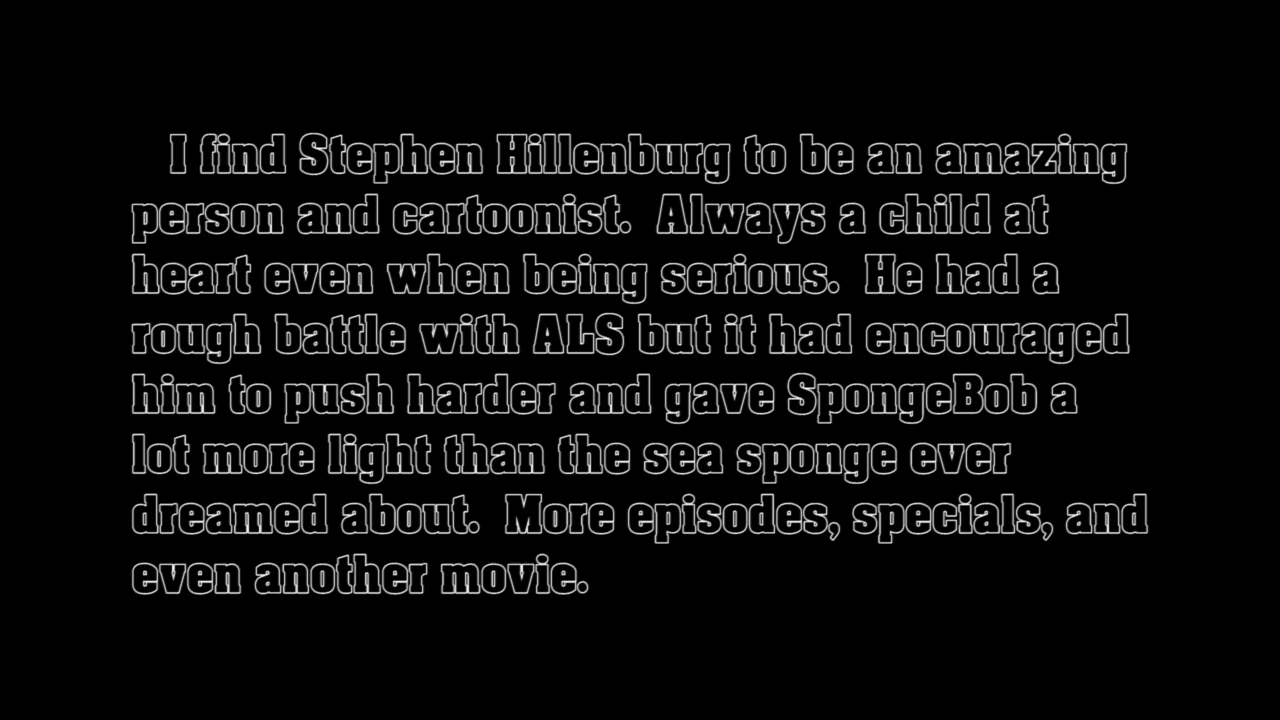 I find Stephen Hillenburg to be an amazing
person and cartoonist.  Always a child at
heart even when being serious.  He had a
rough battle with ALS but it had encouraged
him to push harder and gave SpongeBob a
lot more light than the sea sponge ever
dreamed about.  More episodes, specials, and
even another movie.